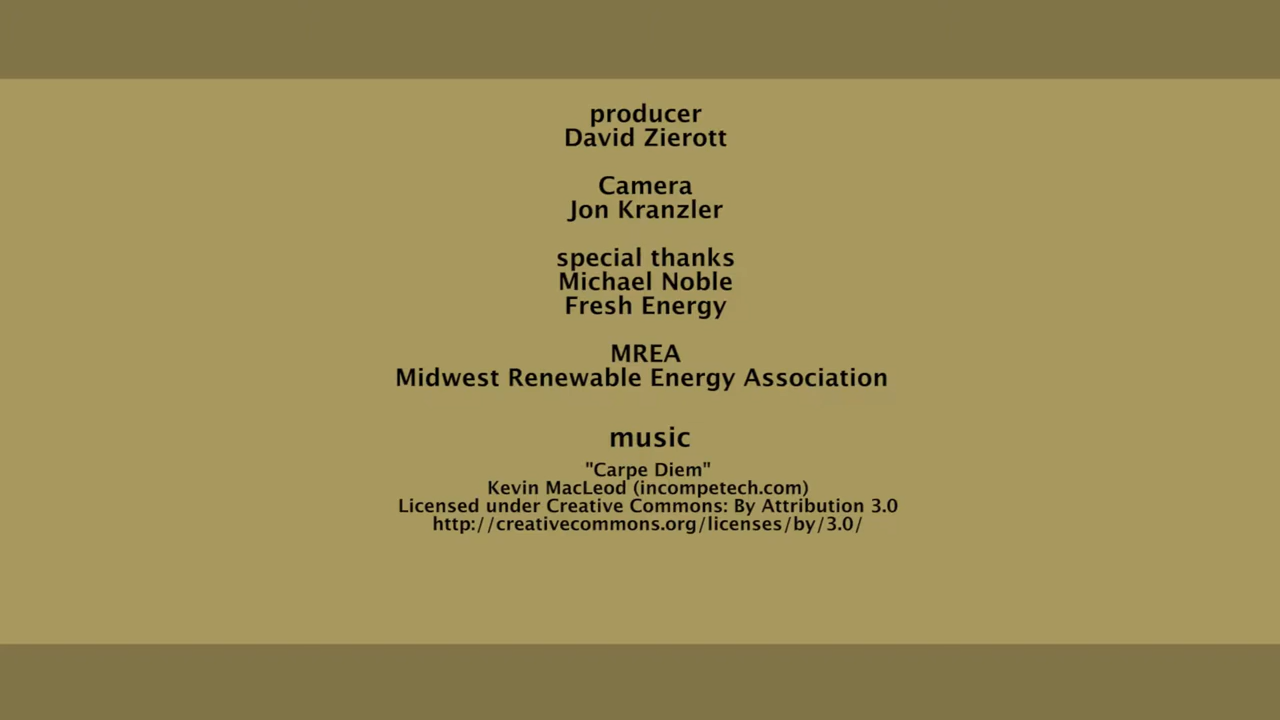 producer
David Zierott
Camera
Jon Kranzler
special thanks
Michael Noble
Fresh Energy
MREA
Midwest Renewable Energy Association
music
"Carpe Diem"
Kevin MacLeod (incompetech.com)
Licensed under Creative Commons: By Attribution 3.0
http://creativecommons.org/licenses/by/3.0/